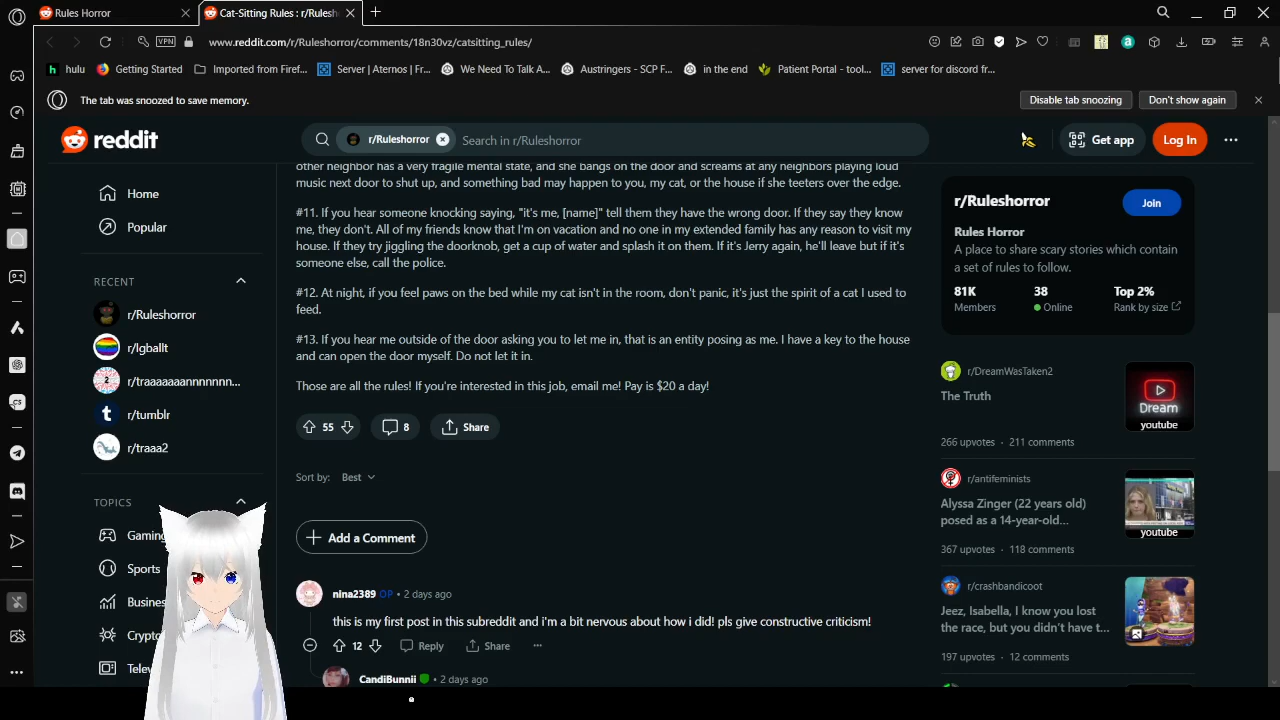 Rules Horror
Cat-Sitting Rules : r/Rulesh
VPN
www.reddit.com/r/Ruleshorror/comments/18n30vz/catsitting_rules/
hulu
Getting Started
Imported from Firef...
Server | Aternos | Fr...
We Need To Talk A...
Austringers - SCP F...
in the end
Patient Portal - tool...
server for discord fr...
The tab was snoozed to save memory.
Disable tab snoozing
Don't show again
reddit
r/Ruleshorror
Search in r/Ruleshorror
Get app
Log In
Home
Popular
RECENT
r/Ruleshorror
r/lgballt
r/traaaaaaannnnnnn...
r/tumblr
r/traaa2
TOPICS
Gaming
Sports
Busines
Crypto
Telev
other neighbor has a very fragile mental state, and she bangs on the door and screams at any neighbors playing loud
music next door to shut up, and something bad may happen to you, my cat, or the house if she teeters over the edge.
#11. If you hear someone knocking saying, "it's me, [name]" tell them they have the wrong door. If they say they know
me, they don't. All of my friends know that I'm on vacation and no one in my extended family has any reason to visit my
house. If they try jiggling the doorknob, get a cup of water and splash it on them. If it's Jerry again, he'll leave but if it's
someone else, call the police.
#12. At night, if you feel paws on the bed while my cat isn't in the room, don't panic, it's just the spirit of a cat I used to
feed.
#13. If you hear me outside of the door asking you to let me in, that is an entity posing as me. I have a key to the house
and can open the door myself. Do not let it in.
Those are all the rules! If you're interested in this job, email me! Pay is $20 a day!
55
8
Share
Sort by:
Best
Add a Comment
nina2389 OP • 2 days ago
this is my first post in this subreddit and i'm a bit nervous about how i did! pls give constructive criticism!
12
Reply
Share
CandiBunnii • 2 days ago
r/Ruleshorror
Join
Rules Horror
A place to share scary stories which contain
a set of rules to follow.
81K
38
Top 2%
Members
Online
Rank by size
r/DreamWasTaken2
The Truth
266 upvotes • 211 comments
Dream
youtube
r/antifeminists
Alyssa Zinger (22 years old)
posed as a 14-year-old...
367 upvotes • 118 comments
youtube
r/crashbandicoot
Jeez, Isabella, I know you lost
the race, but you didn't have t...
197 upvotes • 12 comments